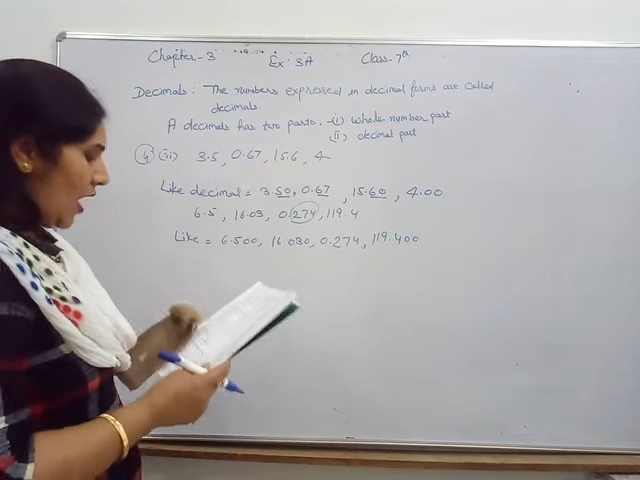 Chapter-3 Ex: 3A Class-7th
Decimals: The numbers expressed in decimal forms are called
decimals.
A decimals has two parts. (i) whole number part
(ii) decimal part
4 (ii) 3.5, 0.67, 15.6, 4
Like decimal = 3.50, 0.67, 15.60, 4.00
6.5, 16.03, 0.274, 119.4
Like = 6.500, 16.030, 0.274, 119.400